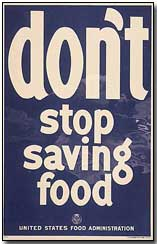 don't
stop
saving
food
UNITED STATES FOOD ADMINISTRATION